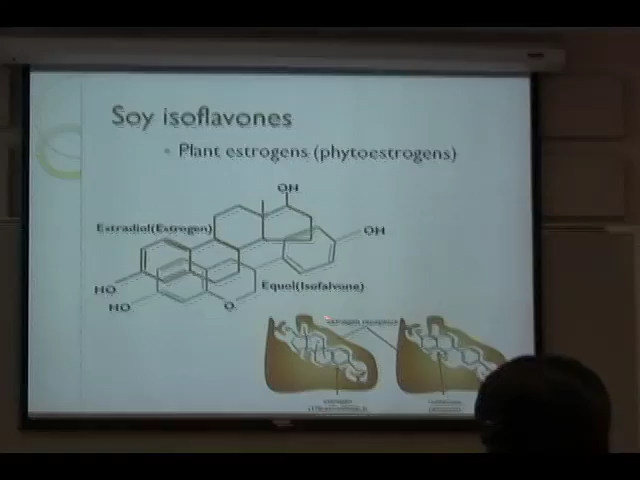 Soy isoflavones
Plant estrogens (phytoestrogens)
OH
Estradiol(Estrogen)
OH
HO
Equol(Isofalvone)
HO
O